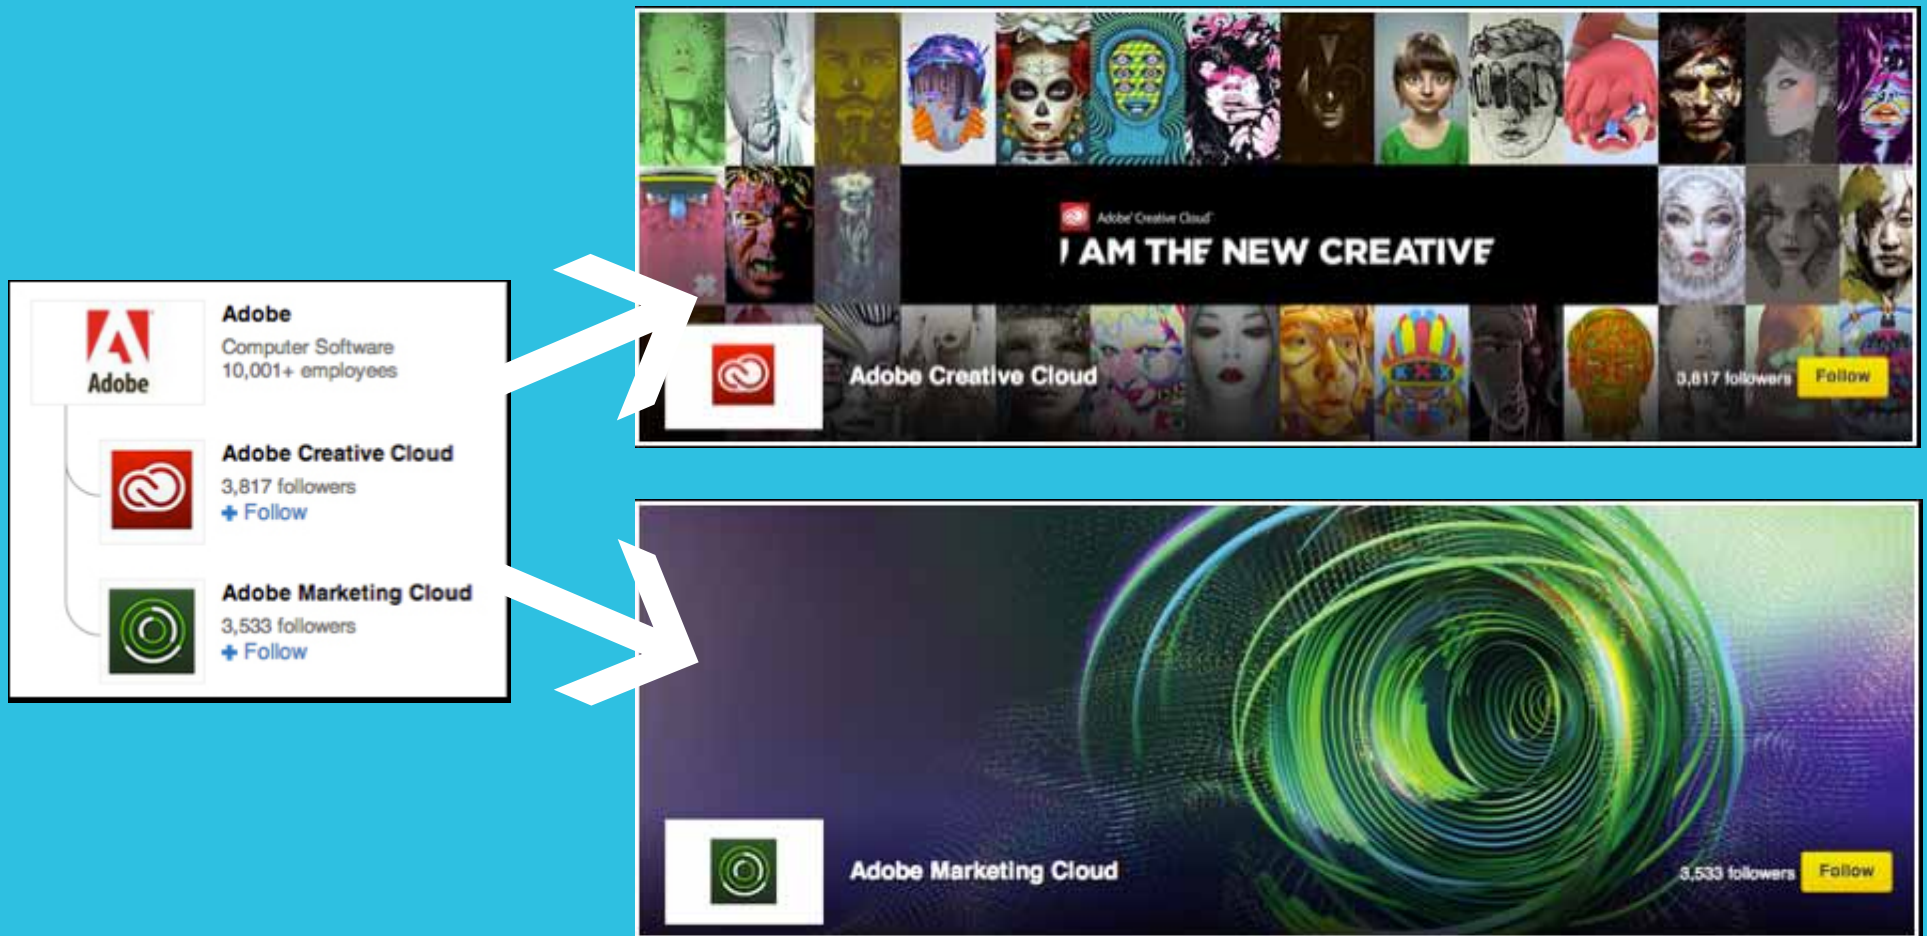 Adobe
Adobe
Computer Software
10,001+ employees
Adobe Creative Cloud
3,817 followers
+ Follow
Adobe Marketing Cloud
3,533 followers
+ Follow
Adobe® Creative Cloud™
I AM THE NEW CREATIVE
Adobe Creative Cloud
3,817 followers
Follow
Adobe Marketing Cloud
3,533 followers
Follow